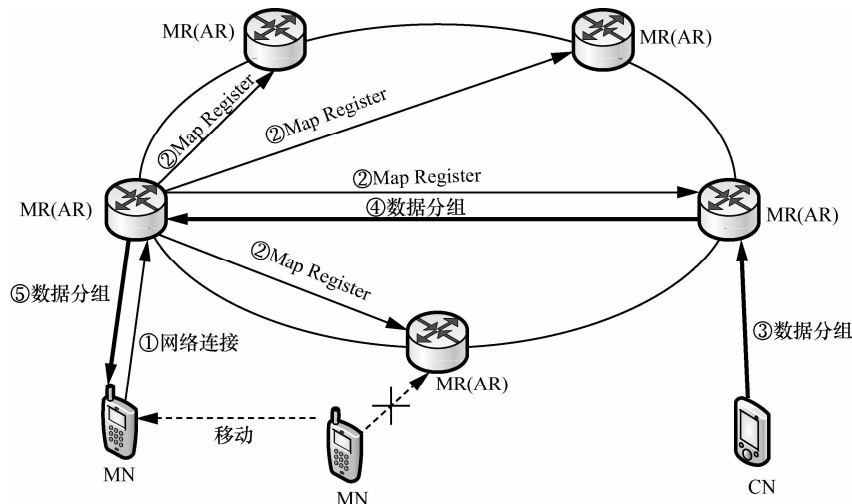 MR(AR)
MR(AR)
②Map Register
②Map Register
②Map Register
MR(AR)
④数据分组
MR(AR)
②Map Register
⑤数据分组
①网络连接
③数据分组
MR(AR)
移动
MN
MN
CN